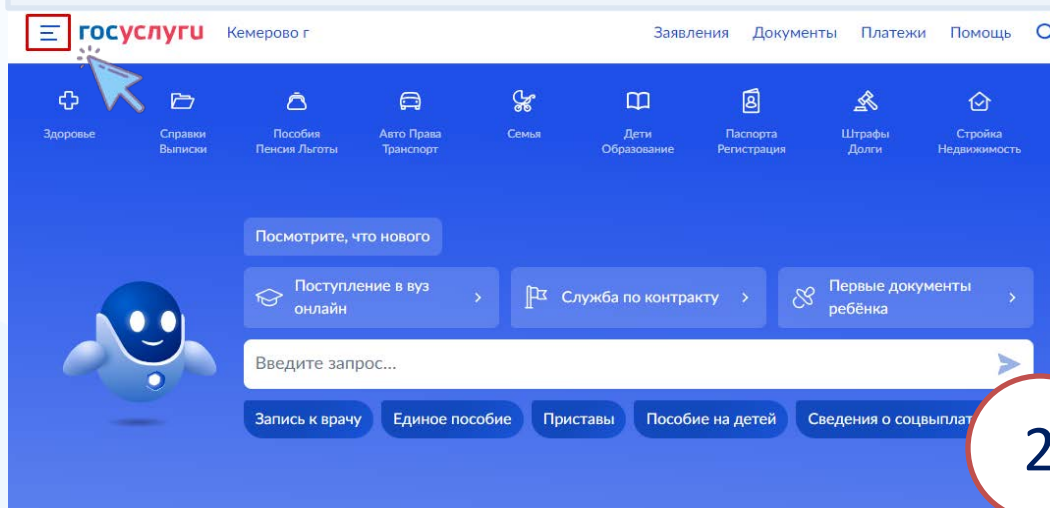 госуслуги Кемерово г Заявления Документы Платежи Помощь
Здоровье Справки Пособия Авто Права Семья Дети Паспорта Штрафы Стройка
Выписки Пенсия Льготы Транспорт Образование Регистрация Долги Недвижимость
Посмотрите, что нового
Поступление в вуз Служба по контракту Первые документы
онлайн ребёнка
Введите запрос...
Запись к врачу Единое пособие Приставы Пособие на детей Сведения о соцвыплат
2